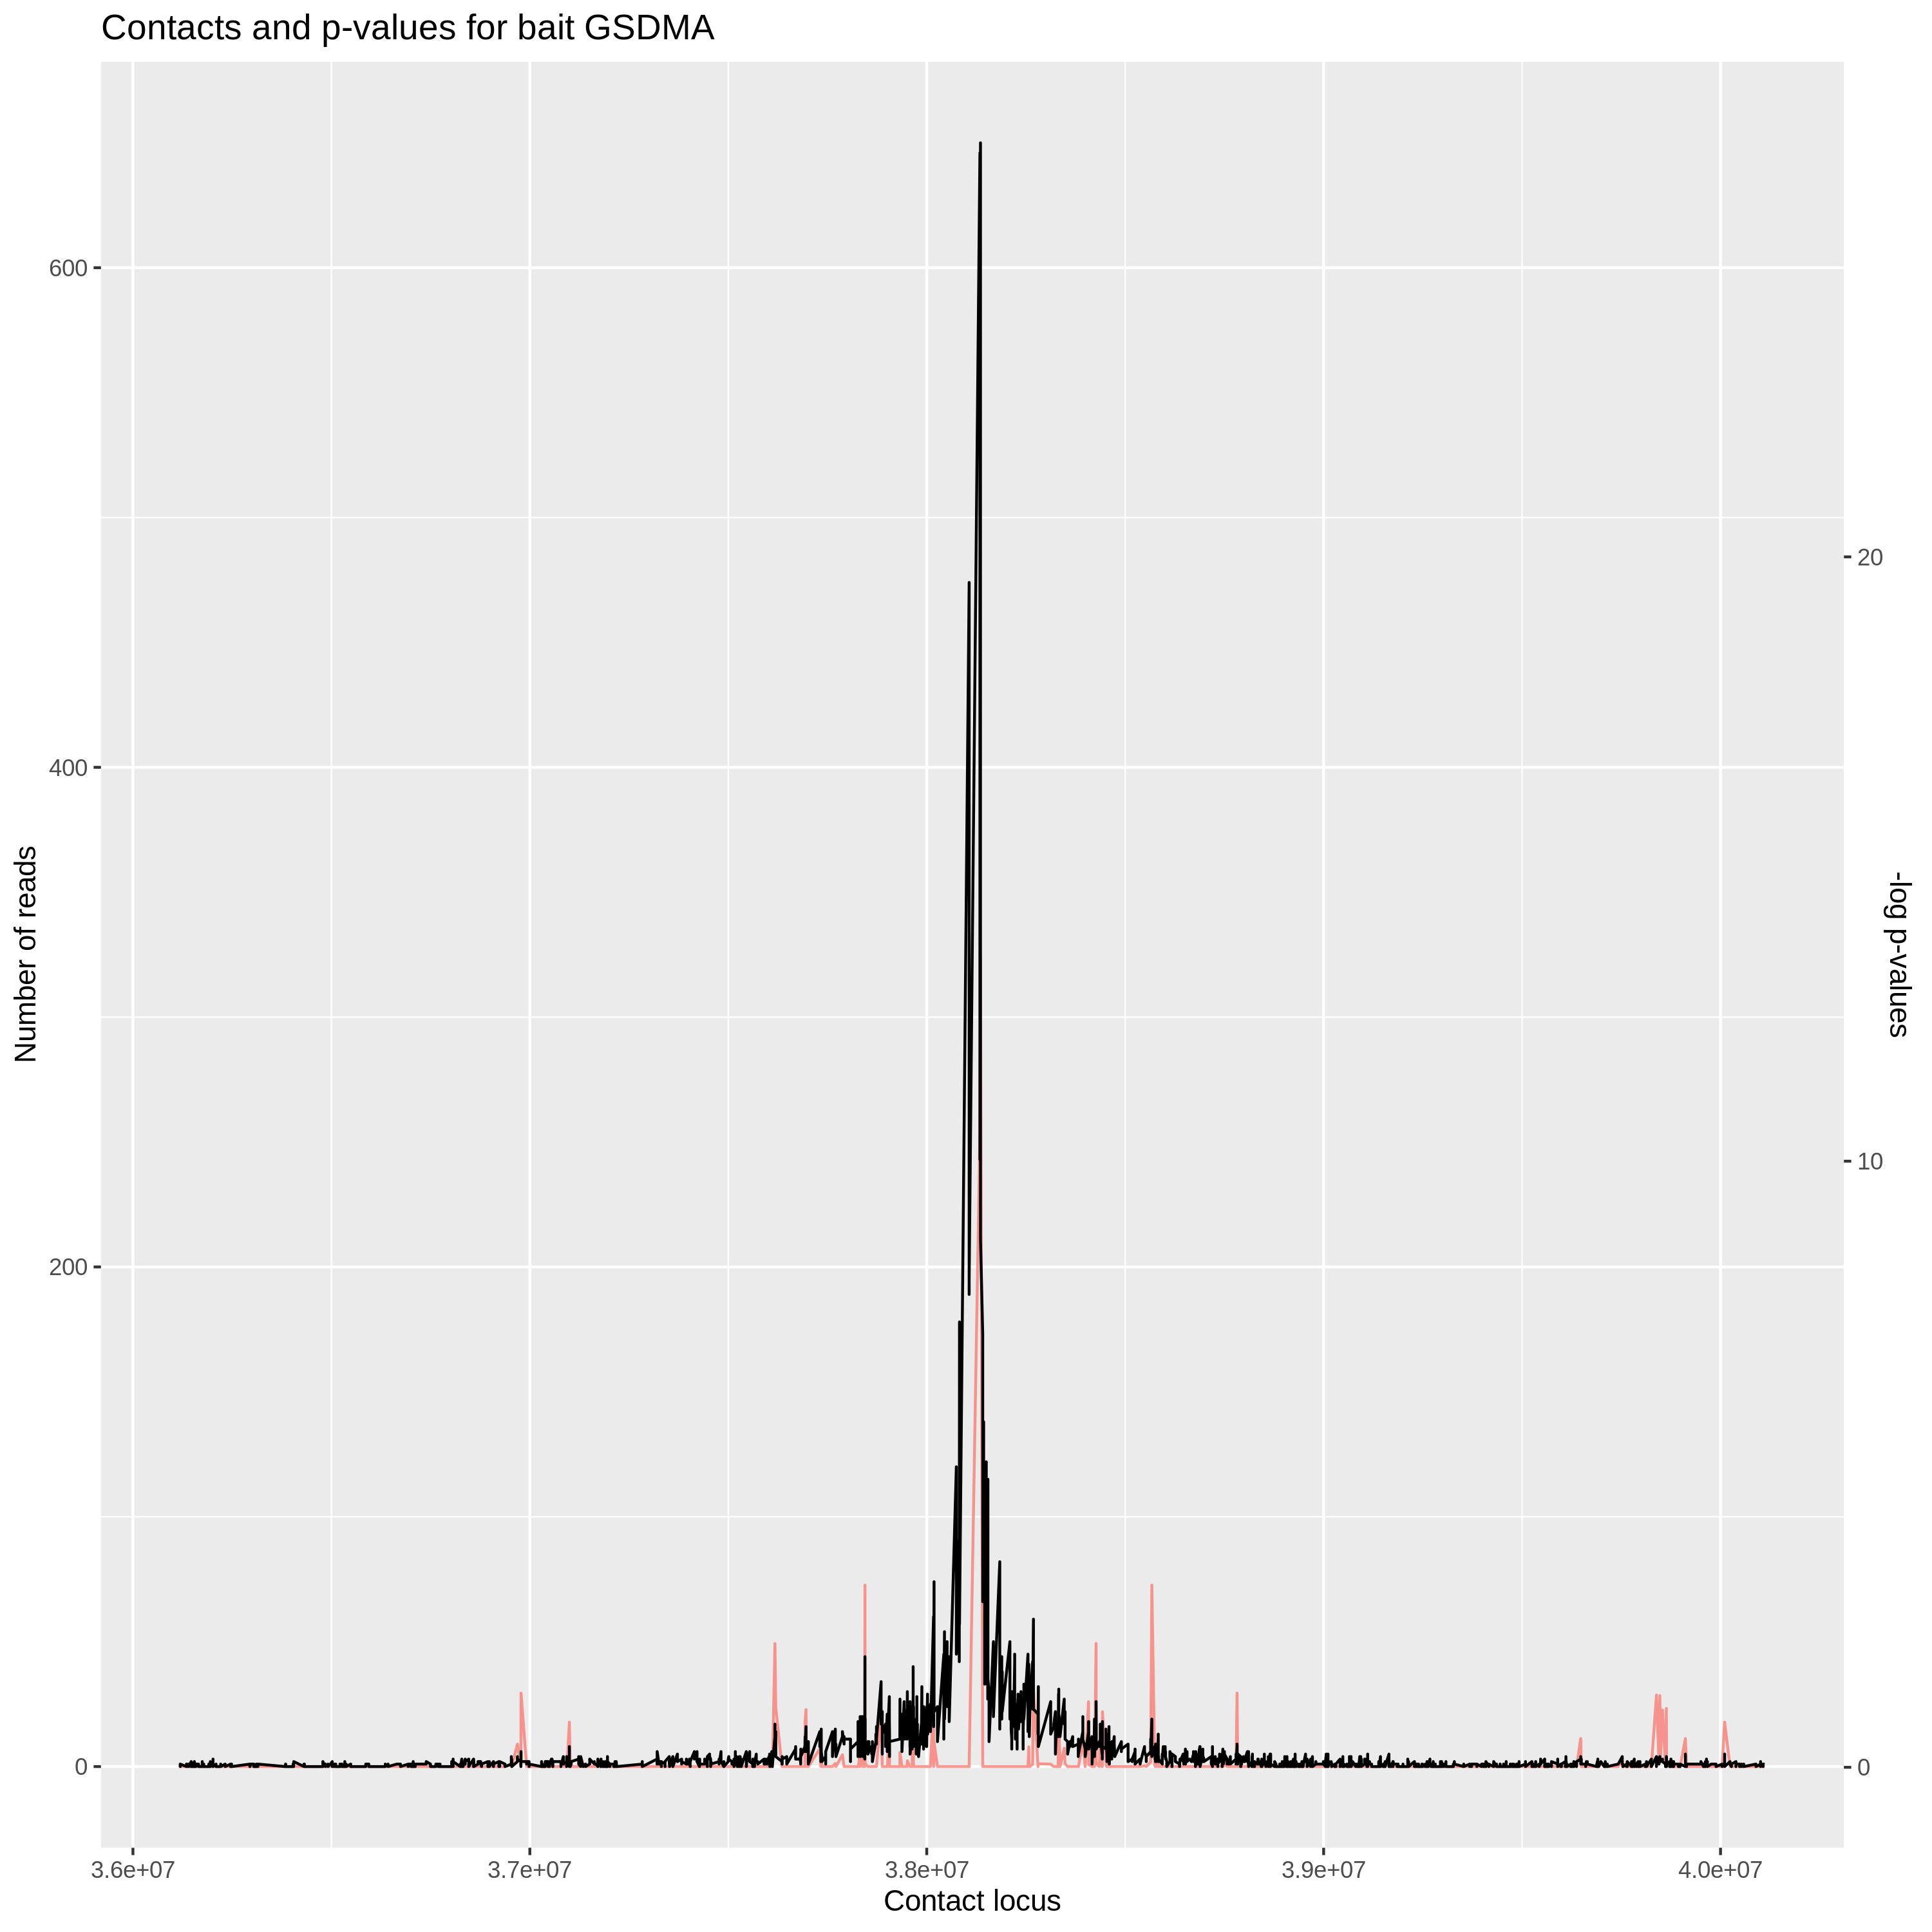 Contacts and p-values for bait GSDMA
600
400
200
0
Number of reads
20
10
0
-log p-values
3.6e+07
3.7e+07
3.8e+07
3.9e+07
4.0e+07
Contact locus